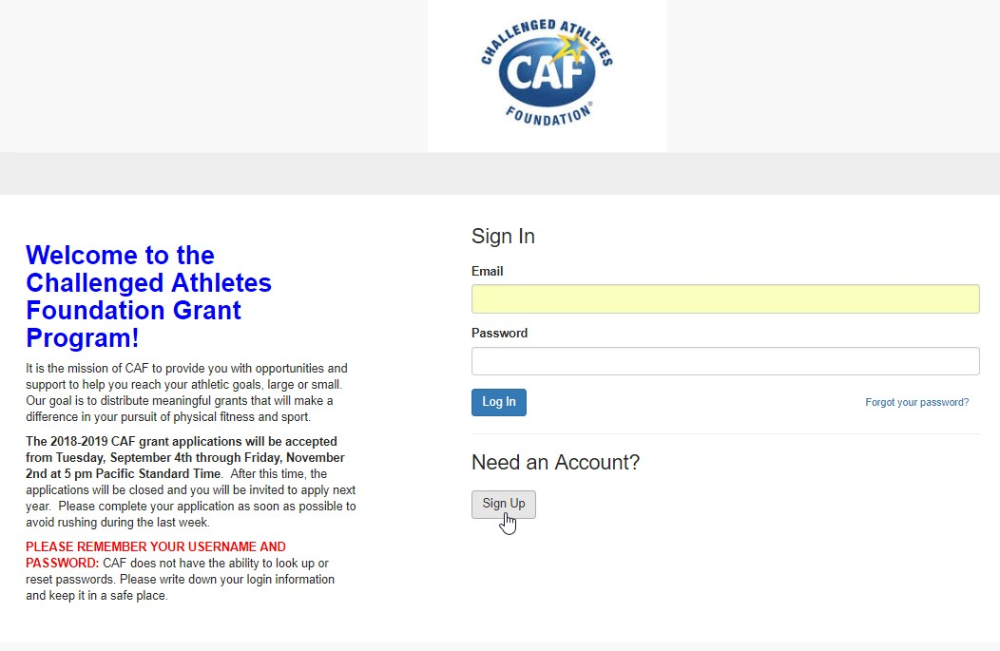 CHALLENGED ATHLETES
CAF
FOUNDATION®
Welcome to the
Challenged Athletes
Foundation Grant
Program!
It is the mission of CAF to provide you with opportunities and
support to help you reach your athletic goals, large or small.
Our goal is to distribute meaningful grants that will make a
difference in your pursuit of physical fitness and sport.
The 2018-2019 CAF grant applications will be accepted
from Tuesday, September 4th through Friday, November
2nd at 5 pm Pacific Standard Time. After this time, the
applications will be closed and you will be invited to apply next
year. Please complete your application as soon as possible to
avoid rushing during the last week.
PLEASE REMEMBER YOUR USERNAME AND
PASSWORD: CAF does not have the ability to look up or
reset passwords. Please write down your login information
and keep it in a safe place.
Sign In
Email
Password
Log In
Forgot your password?
Need an Account?
Sign Up